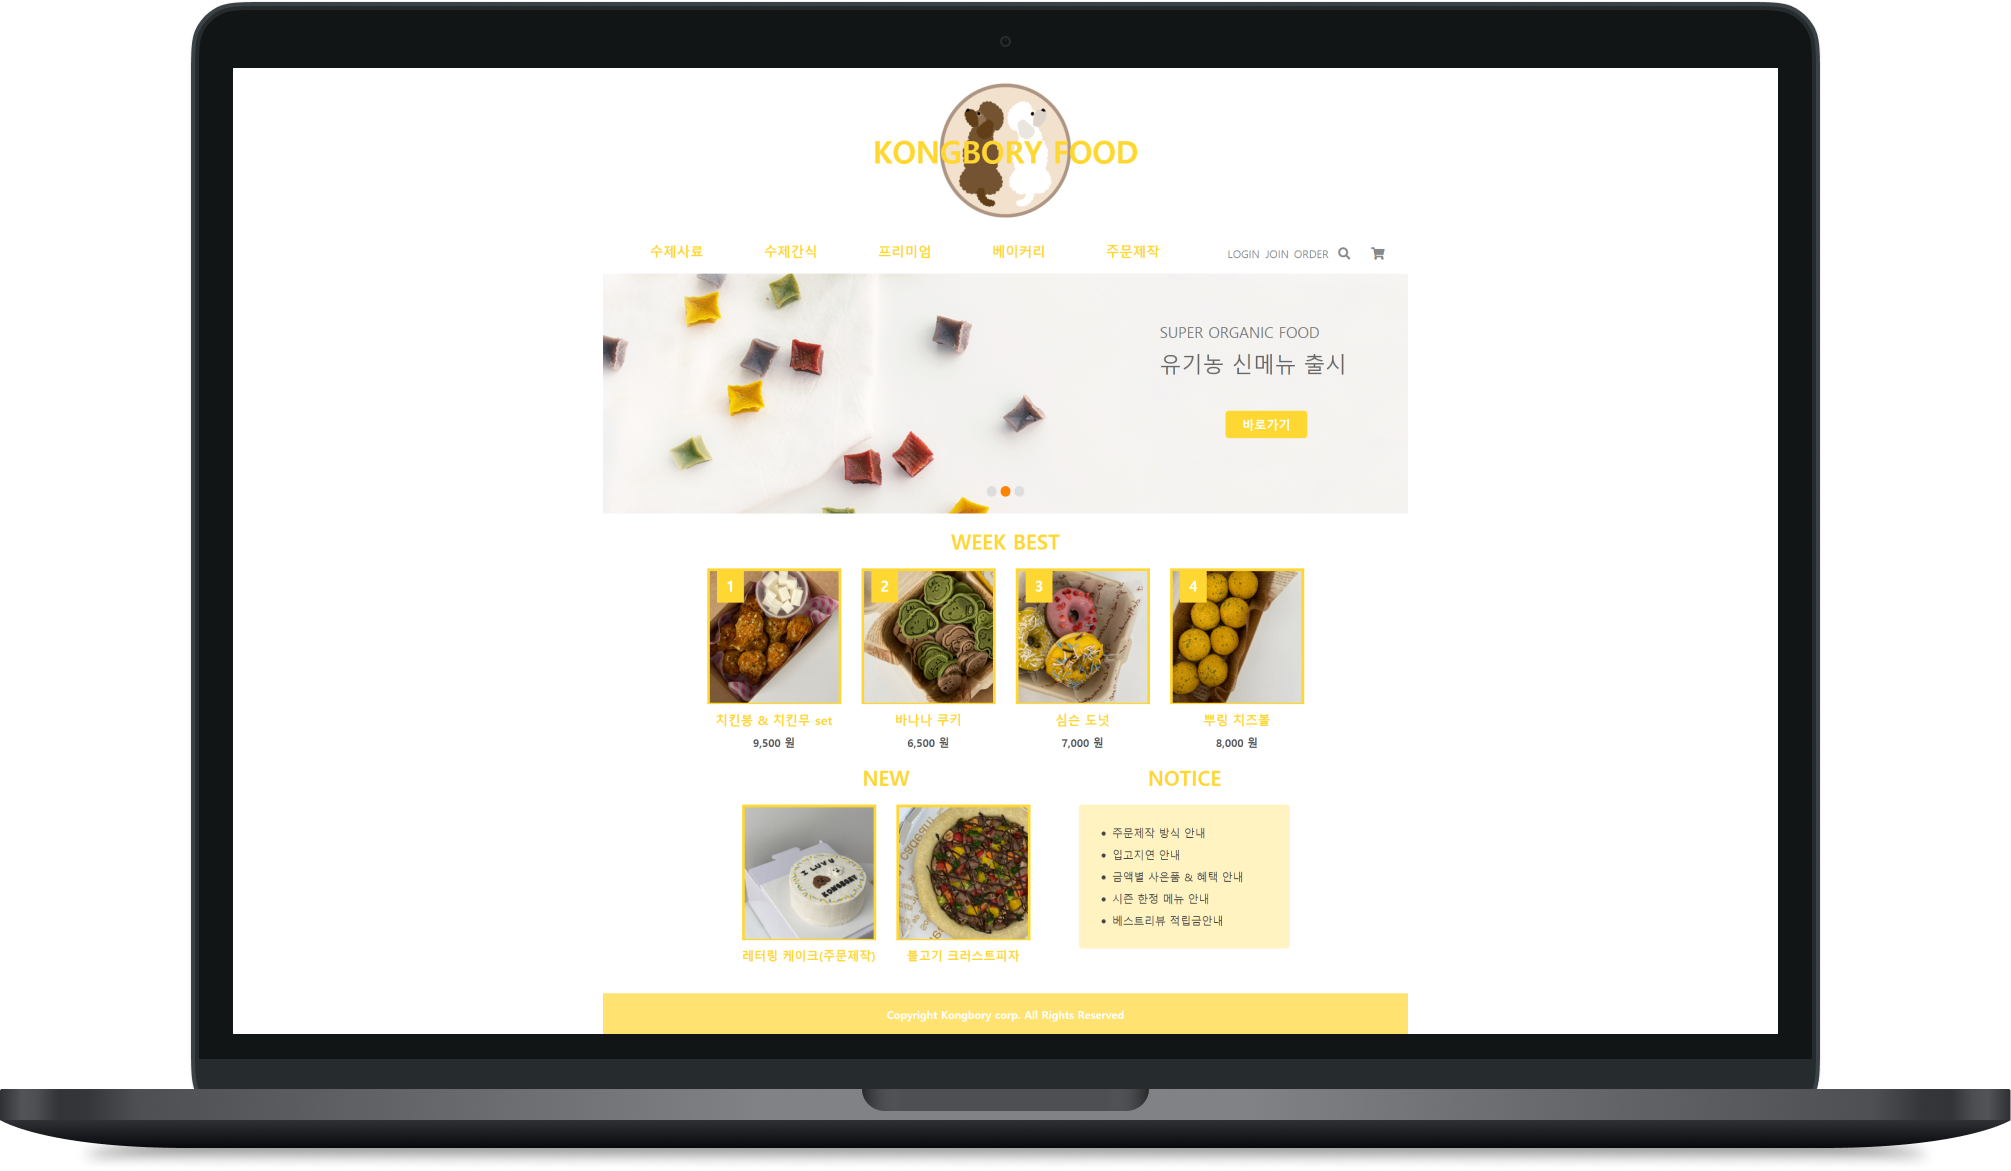 KONGBORY FOOD
수제사료 수제간식 프리미엄 베이커리 주문제작 LOGIN JOIN ORDER
SUPER ORGANIC FOOD
유기농 신메뉴 출시
바로가기
WEEK BEST
1 2 3 4
치킨봉 & 치킨무 set 바나나 쿠키 심슨 도넛 뿌링 치즈볼
9,500 원 6,500 원 7,000 원 8,000 원
NEW NOTICE
I LUV U
KONGBORY
주문제작 방식 안내
입고지연 안내
금액별 사은품 & 혜택 안내
시즌 한정 메뉴 안내
베스트리뷰 적립금안내
레터링 케이크(주문제작) 불고기 크러스트피자
Copyright Kongbory corp. All Rights Reserved